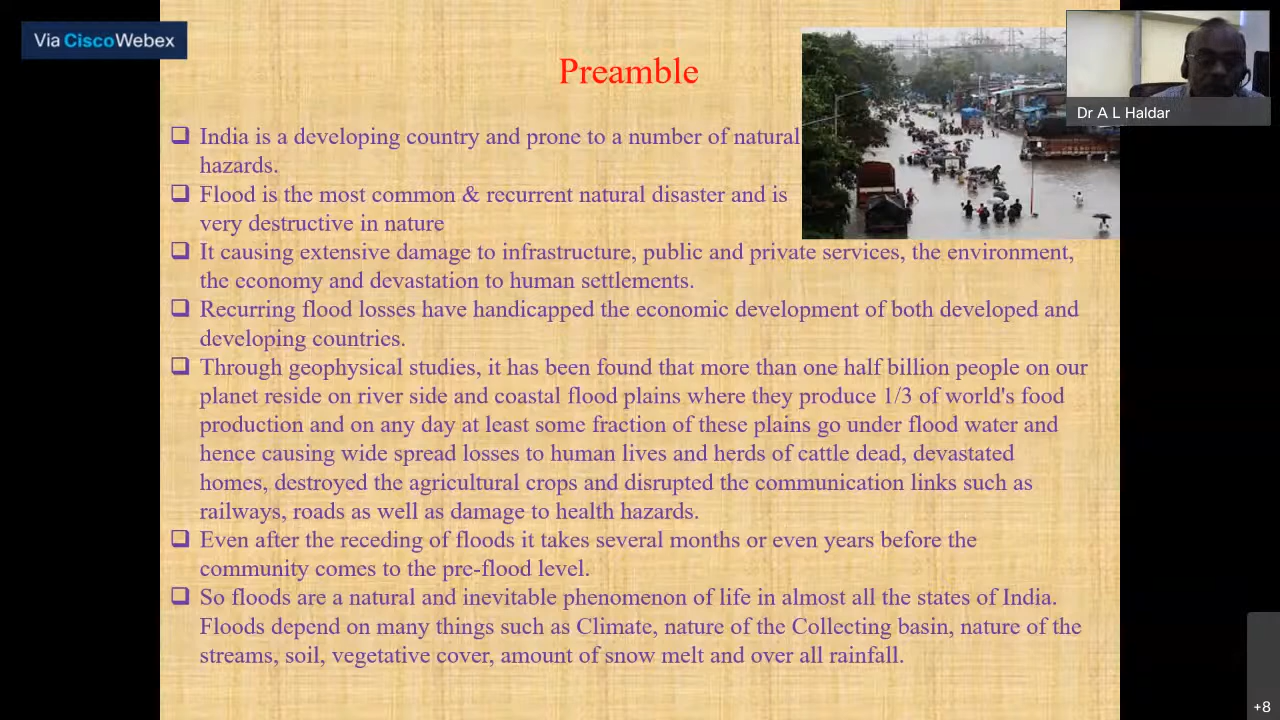 Via Cisco Webex
Preamble
Dr A L Haldar
❑ India is a developing country and prone to a number of natural
hazards.
❑ Flood is the most common & recurrent natural disaster and is
very destructive in nature
❑ It causing extensive damage to infrastructure, public and private services, the environment,
the economy and devastation to human settlements.
❑ Recurring flood losses have handicapped the economic development of both developed and
developing countries.
❑ Through geophysical studies, it has been found that more than one half billion people on our
planet reside on river side and coastal flood plains where they produce 1/3 of world's food
production and on any day at least some fraction of these plains go under flood water and
hence causing wide spread losses to human lives and herds of cattle dead, devastated
homes, destroyed the agricultural crops and disrupted the communication links such as
railways, roads as well as damage to health hazards.
❑ Even after the receding of floods it takes several months or even years before the
community comes to the pre-flood level.
❑ So floods are a natural and inevitable phenomenon of life in almost all the states of India.
Floods depend on many things such as Climate, nature of the Collecting basin, nature of the
streams, soil, vegetative cover, amount of snow melt and over all rainfall.
+8